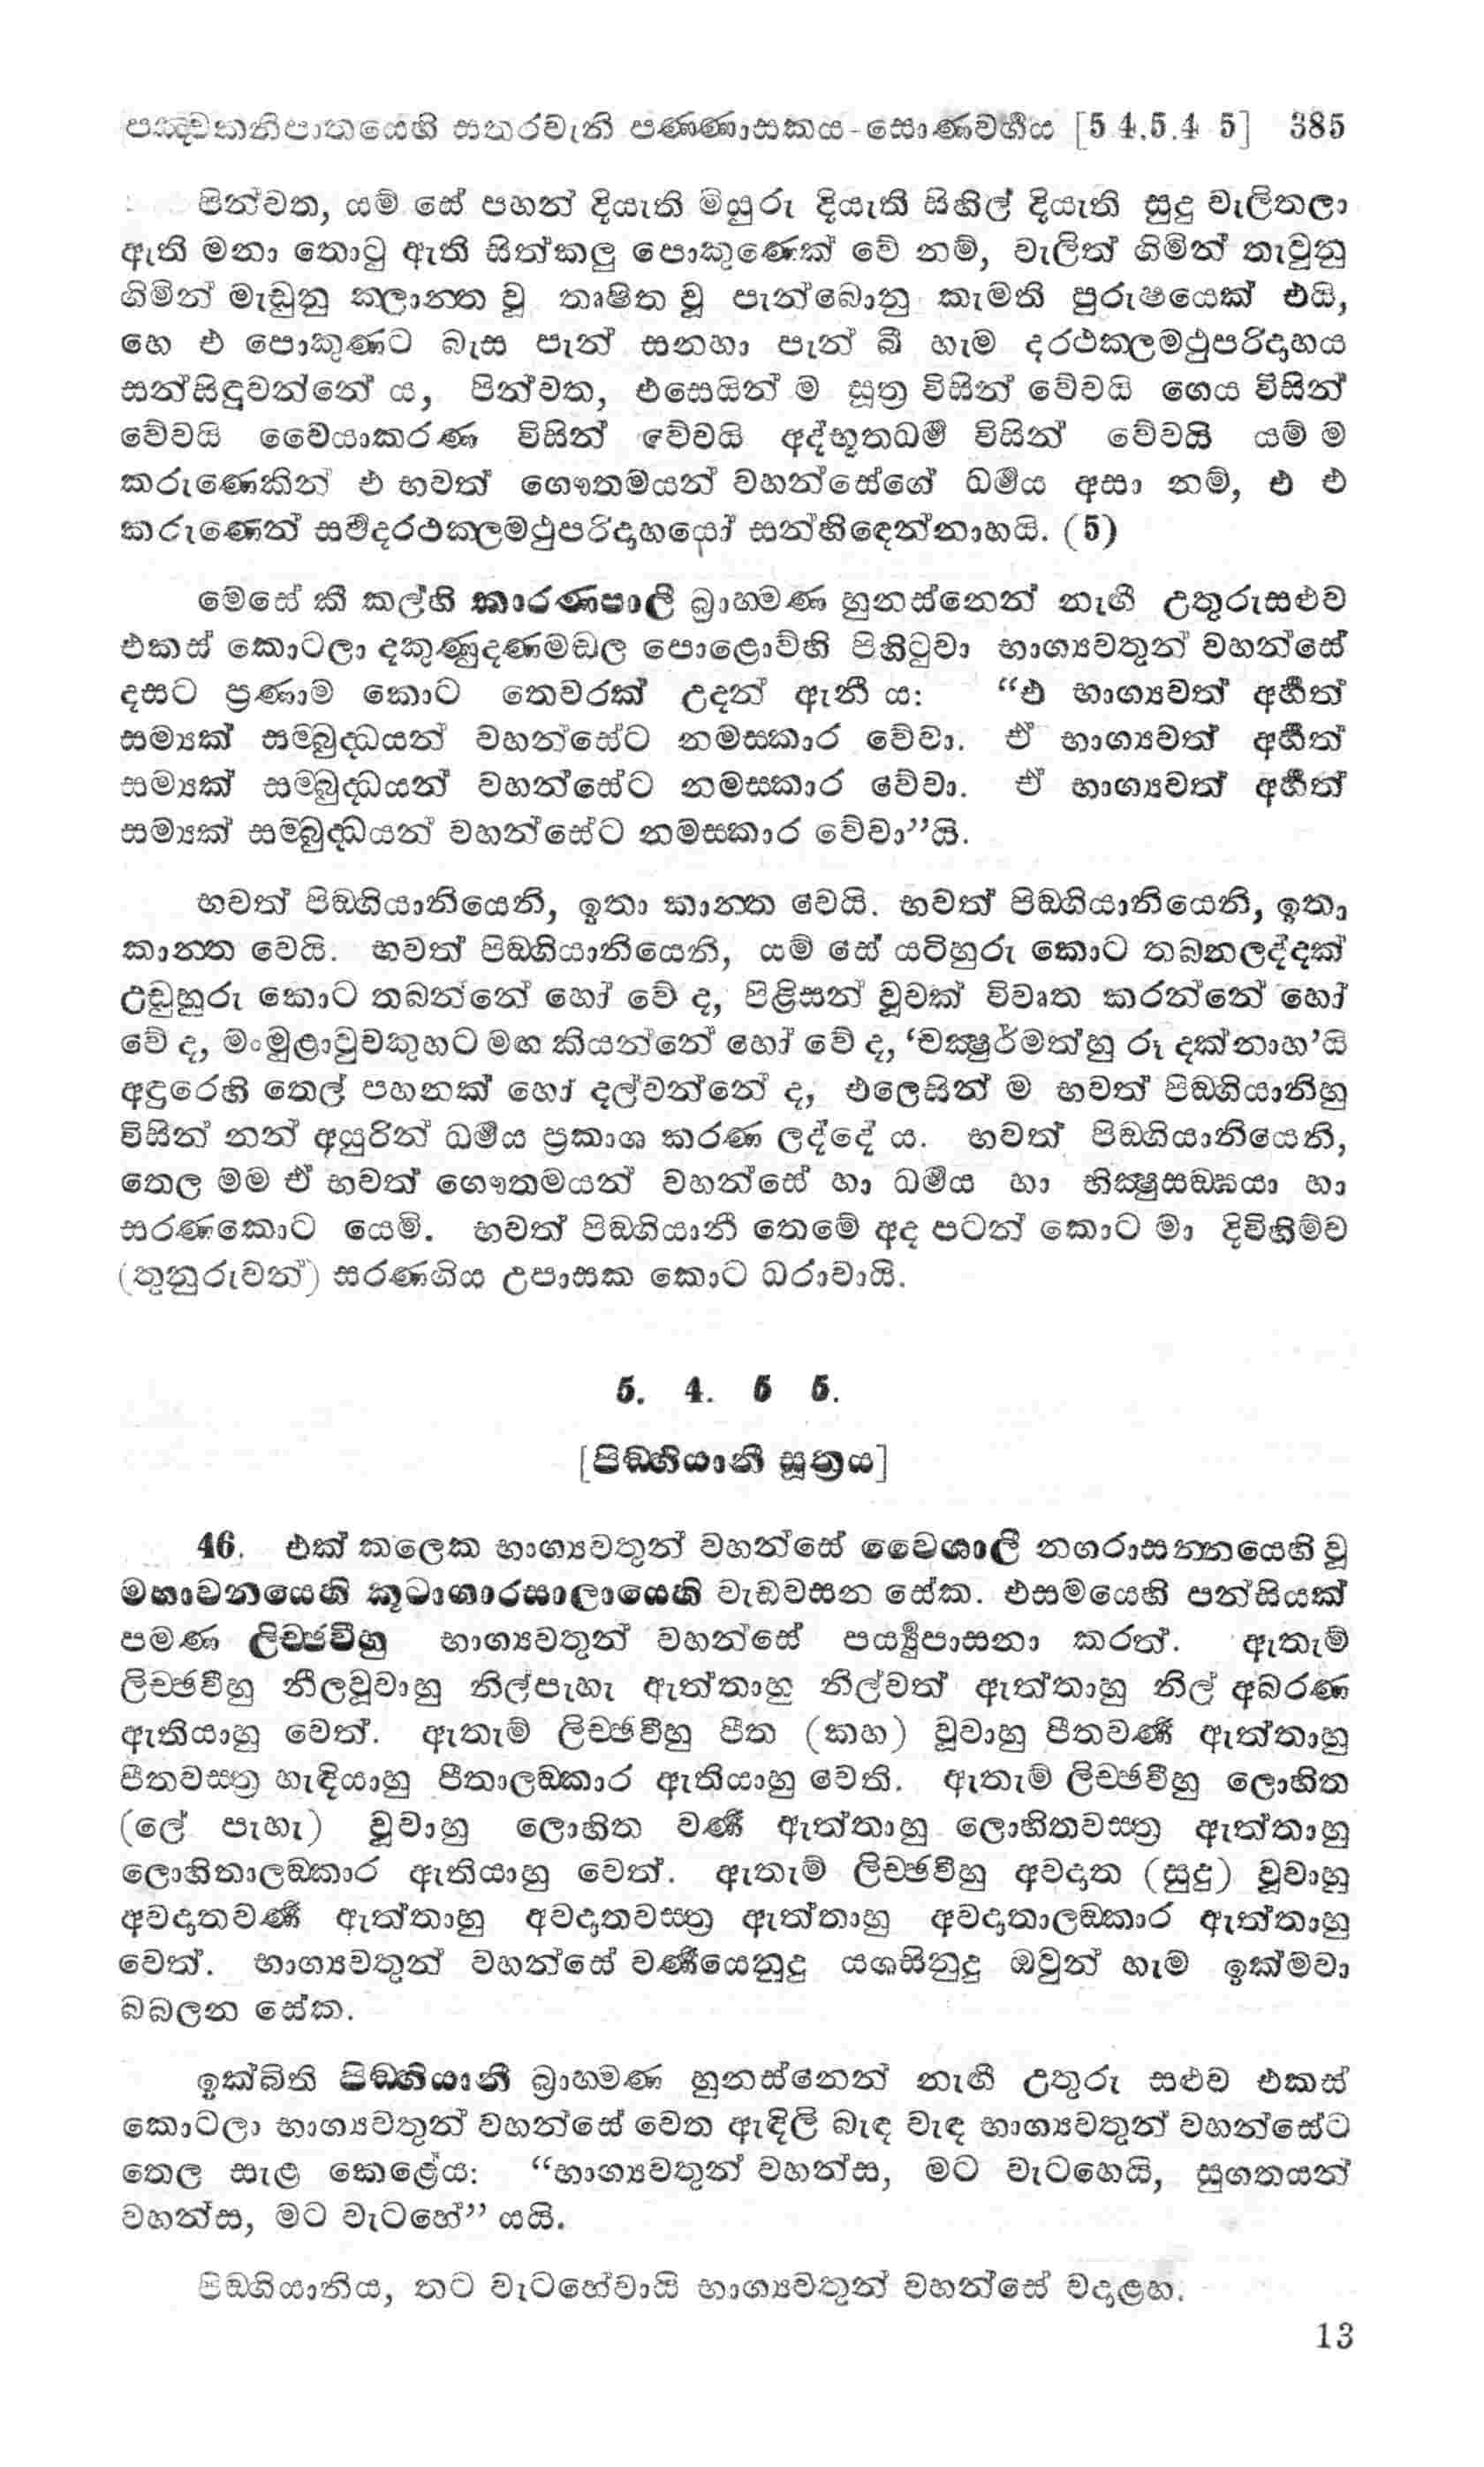 පඤ්චකනිපාතයෙහි සතරවැනි පණ්ණාසකය - සොණවර්ගය [5 4.5.4 5] 385
පින්වත, යම් සේ පහන් දියැති මියුරු දියැති සිහිල් දියැති සුදු වැලිතලා
ඇති මනා තොටු ඇති සිත්කලු පොකුණෙක් වේ නම්, වැලිත් ගිමින් තැවුනු
ගිමින් මැඩුනු ක්ලාන්ත වූ තෘෂිත වූ පැන්බොනු කැමති පුරුෂයෙක් එයි,
හෙ එ පොකුණට බැස පැන් සනහා පැන් බී හැම දරථක්ලමථුපරිදාහය
සන්සිඳුවන්නේ ය, පින්වත, එසෙයින් ම සූත්‍ර විසින් වේවයි ගෙය විසින්
වේවයි වෛයාකරණ විසින් වේවයි අද්භූතධර්ම විසින් වේවයි යම් ම
කරුණෙකින් එ භවත් ගෞතමයන් වහන්සේගේ ධර්මය අසා නම්, එ එ
කරුණෙන් සර්වදරථක්ලමථුපරිදාහයෝ සන්හිඳෙන්නාහයි. (5)
මෙසේ කී කල්හි කාරණපාලී බ්‍රාහ්මණ හුනස්නෙන් නැඟී උතුරුසළුව
එකස් කොටලා දකුණුදණමඬල පොළොව්හි පිහිටුවා භාග්‍යවතුන් වහන්සේ
දසට ප්‍රණාම කොට තෙවරක් උදන් ඇනී ය: “එ භාග්‍යවත් අර්හත්
සම්‍යක් සම්බුද්ධයන් වහන්සේට නමස්කාර වේවා. ඒ භාග්‍යවත් අර්හත්
සම්‍යක් සම්බුද්ධයන් වහන්සේට නමස්කාර වේවා. ඒ භාග්‍යවත් අර්හත්
සම්‍යක් සම්බුද්ධයන් වහන්සේට නමස්කාර වේවා”යි.
භවත් පිඞ්ගියානියෙනි, ඉතා කාන්ත වෙයි. භවත් පිඞ්ගියානියෙනි, ඉතා
කාන්ත වෙයි. භවත් පිඞ්ගියානියෙනි, යම් සේ යටිහුරු කොට තබනලද්දක්
උඩුහුරු කොට තබන්නේ හෝ වේ ද, පිළිසන් වූවක් විවෘත කරන්නේ හෝ
වේ ද, මංමුළාවුවකුහට මඟ කියන්නේ හෝ වේ ද, ‘චක්ෂුර්මත්හු රූ දක්නාහ’යි
අඳුරෙහි තෙල් පහනක් හෝ දල්වන්නේ ද, එලෙසින් ම භවත් පිඞ්ගියානිහු
විසින් නන් අයුරින් ධර්මය ප්‍රකාශ කරණ ලද්දේ ය. භවත් පිඞ්ගියානියෙනි,
තෙල මම ඒ භවත් ගෞතමයන් වහන්සේ හා ධර්මය හා භික්ෂුසඞ්ඝයා හා
සරණකොට යෙමි. භවත් පිඞ්ගියානී තෙමේ අද පටන් කොට මා දිවිහිම්ව
(තුනුරුවන්) සරණගිය උපාසක කොට ධරාවායි.
5. 4. 5 5.
[පිඞ්ගියානී සූත්‍රය]
46. එක් කලෙක භාග්‍යවතුන් වහන්සේ වෛශාලී නගරාසන්නයෙහි වූ
මහාවනයෙහි කූටාගාරසාලායෙහි වැඩවසන සේක. එසමයෙහි පන්සියක්
පමණ ලිච්ඡවීහු භාග්‍යවතුන් වහන්සේ පර්‍ය්‍යුපාසනා කරත්. ඇතැම්
ලිච්ඡවීහු නීලවූවාහු නිල්පැහැ ඇත්තාහු නිල්වත් ඇත්තාහු නිල් අබරණ
ඇතියාහු වෙත්. ඇතැම් ලිච්ඡවීහු පීත (කහ) වූවාහු පීතවර්ණ ඇත්තාහු
පීතවස්ත්‍ර හැඳියාහු පීතාලඞ්කාර ඇතියාහු වෙති. ඇතැම් ලිච්ඡවීහු ලොහිත
(ලේ පැහැ) වූවාහු ලොහිත වර්ණ ඇත්තාහු ලොහිතවස්ත්‍ර ඇත්තාහු
ලොහිතාලඞ්කාර ඇතියාහු වෙත්. ඇතැම් ලිච්ඡවීහු අවදාත (සුදු) වූවාහු
අවදාතවර්ණ ඇත්තාහු අවදාතවස්ත්‍ර ඇත්තාහු අවදාතාලඞ්කාර ඇත්තාහු
වෙත්. භාග්‍යවතුන් වහන්සේ වර්ණයෙනුදු යශසිනුදු ඔවුන් හැම ඉක්මවා
බබලන සේක.
ඉක්බිති පිඞ්ගියානී බ්‍රාහ්මණ හුනස්නෙන් නැඟී උතුරු සළුව එකස්
කොටලා භාග්‍යවතුන් වහන්සේ වෙත ඇඳිලි බැඳ වැඳ භාග්‍යවතුන් වහන්සේට
තෙල සැළ කෙළේය: “භාග්‍යවතුන් වහන්ස, මට වැටහෙයි, සුගතයන්
වහන්ස, මට වැටහේ” යයි.
පිඞ්ගියානිය, තට වැටහේවායි භාග්‍යවතුන් වහන්සේ වදාළහ.
13